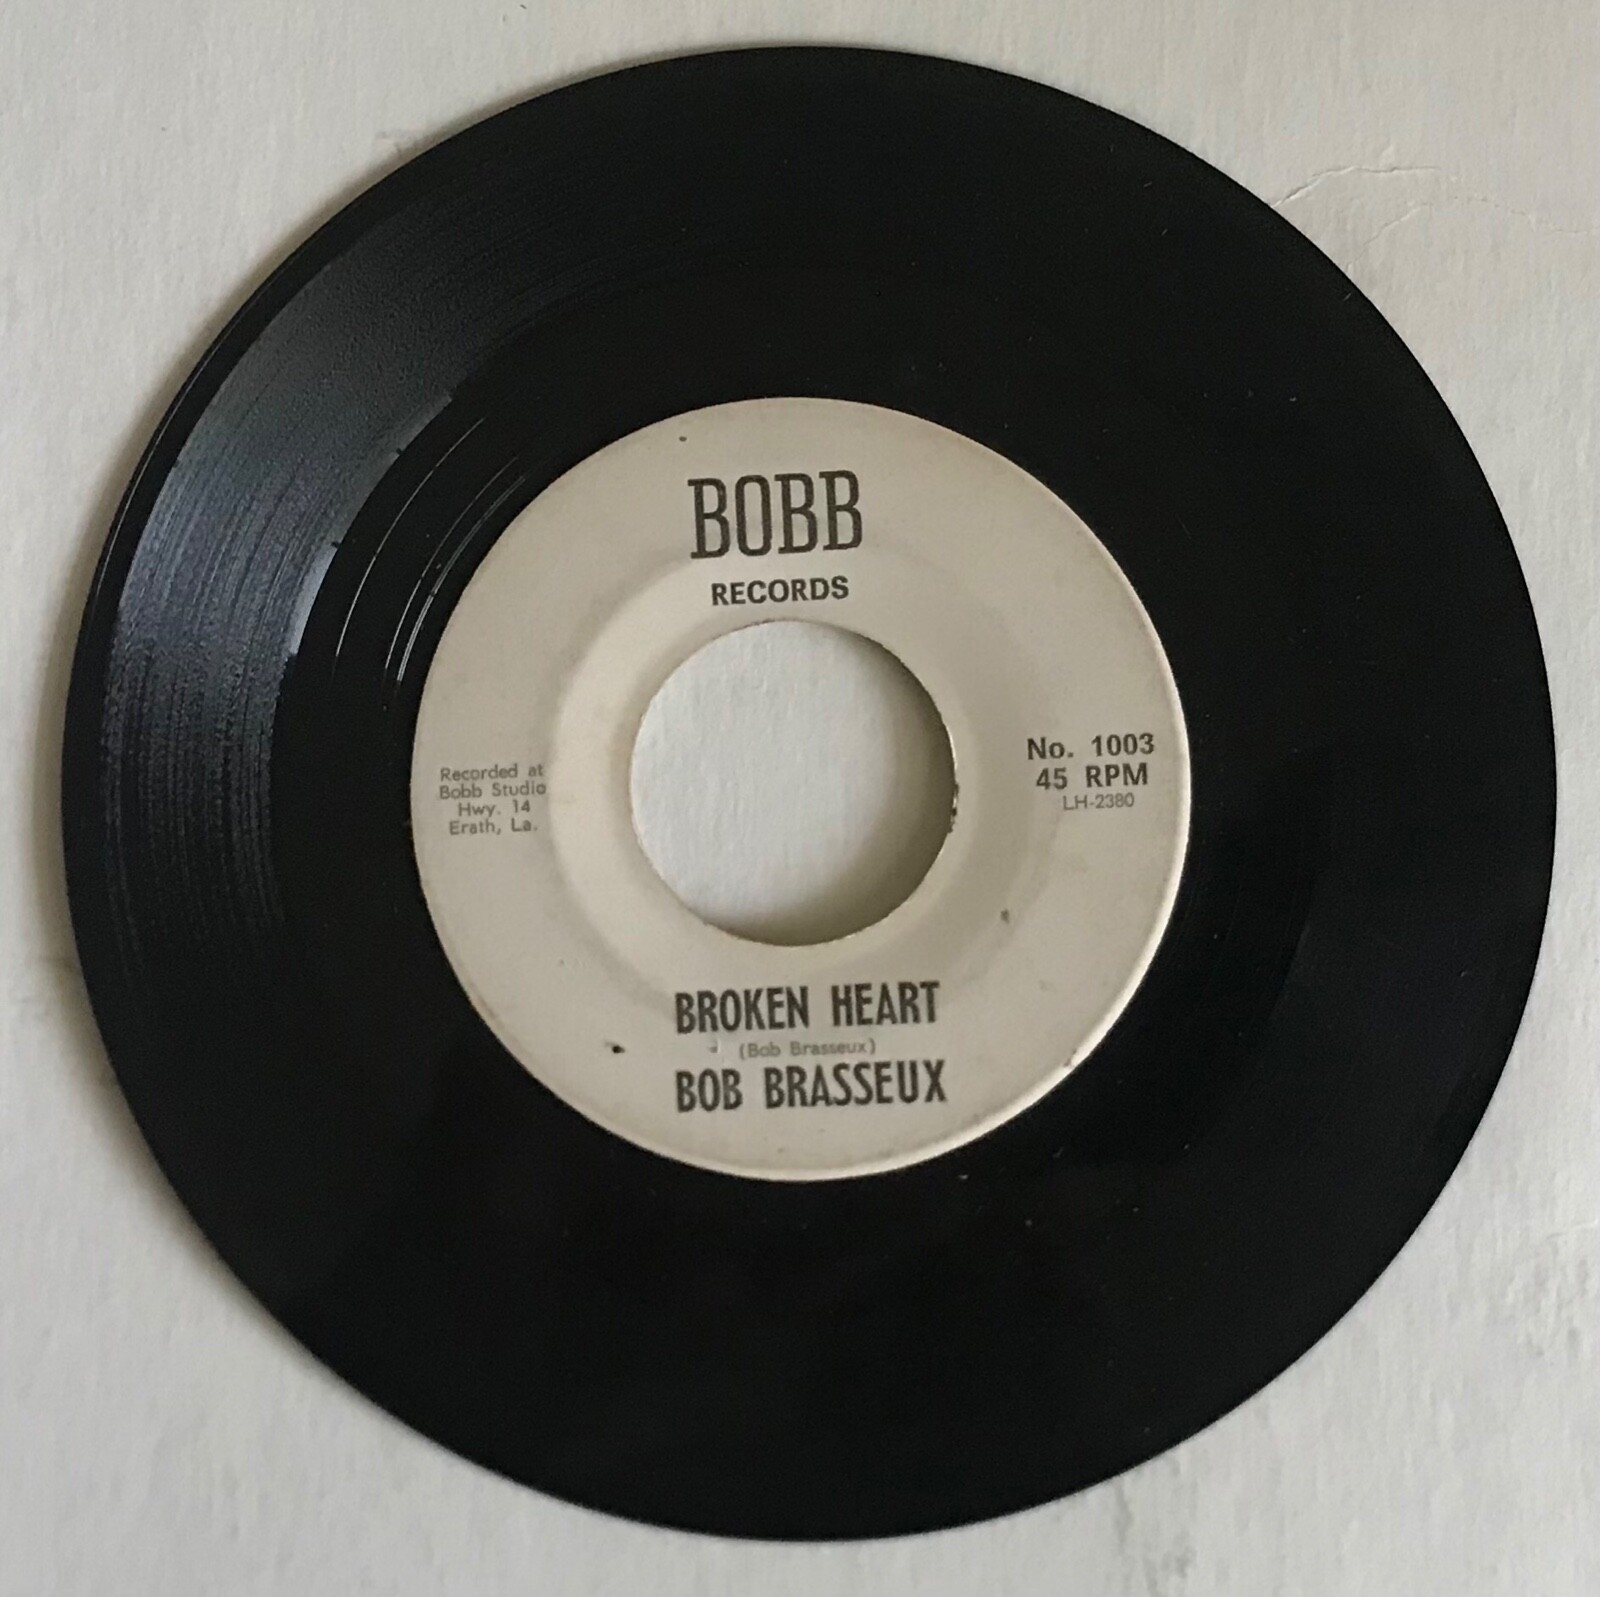 BOBB
RECORDS
Recorded at
Bobb Studio
Hwy. 14
Erath, La.
No. 1003
45 RPM
LH-2380
BROKEN HEART
(Bob Brasseux)
BOB BRASSEUX